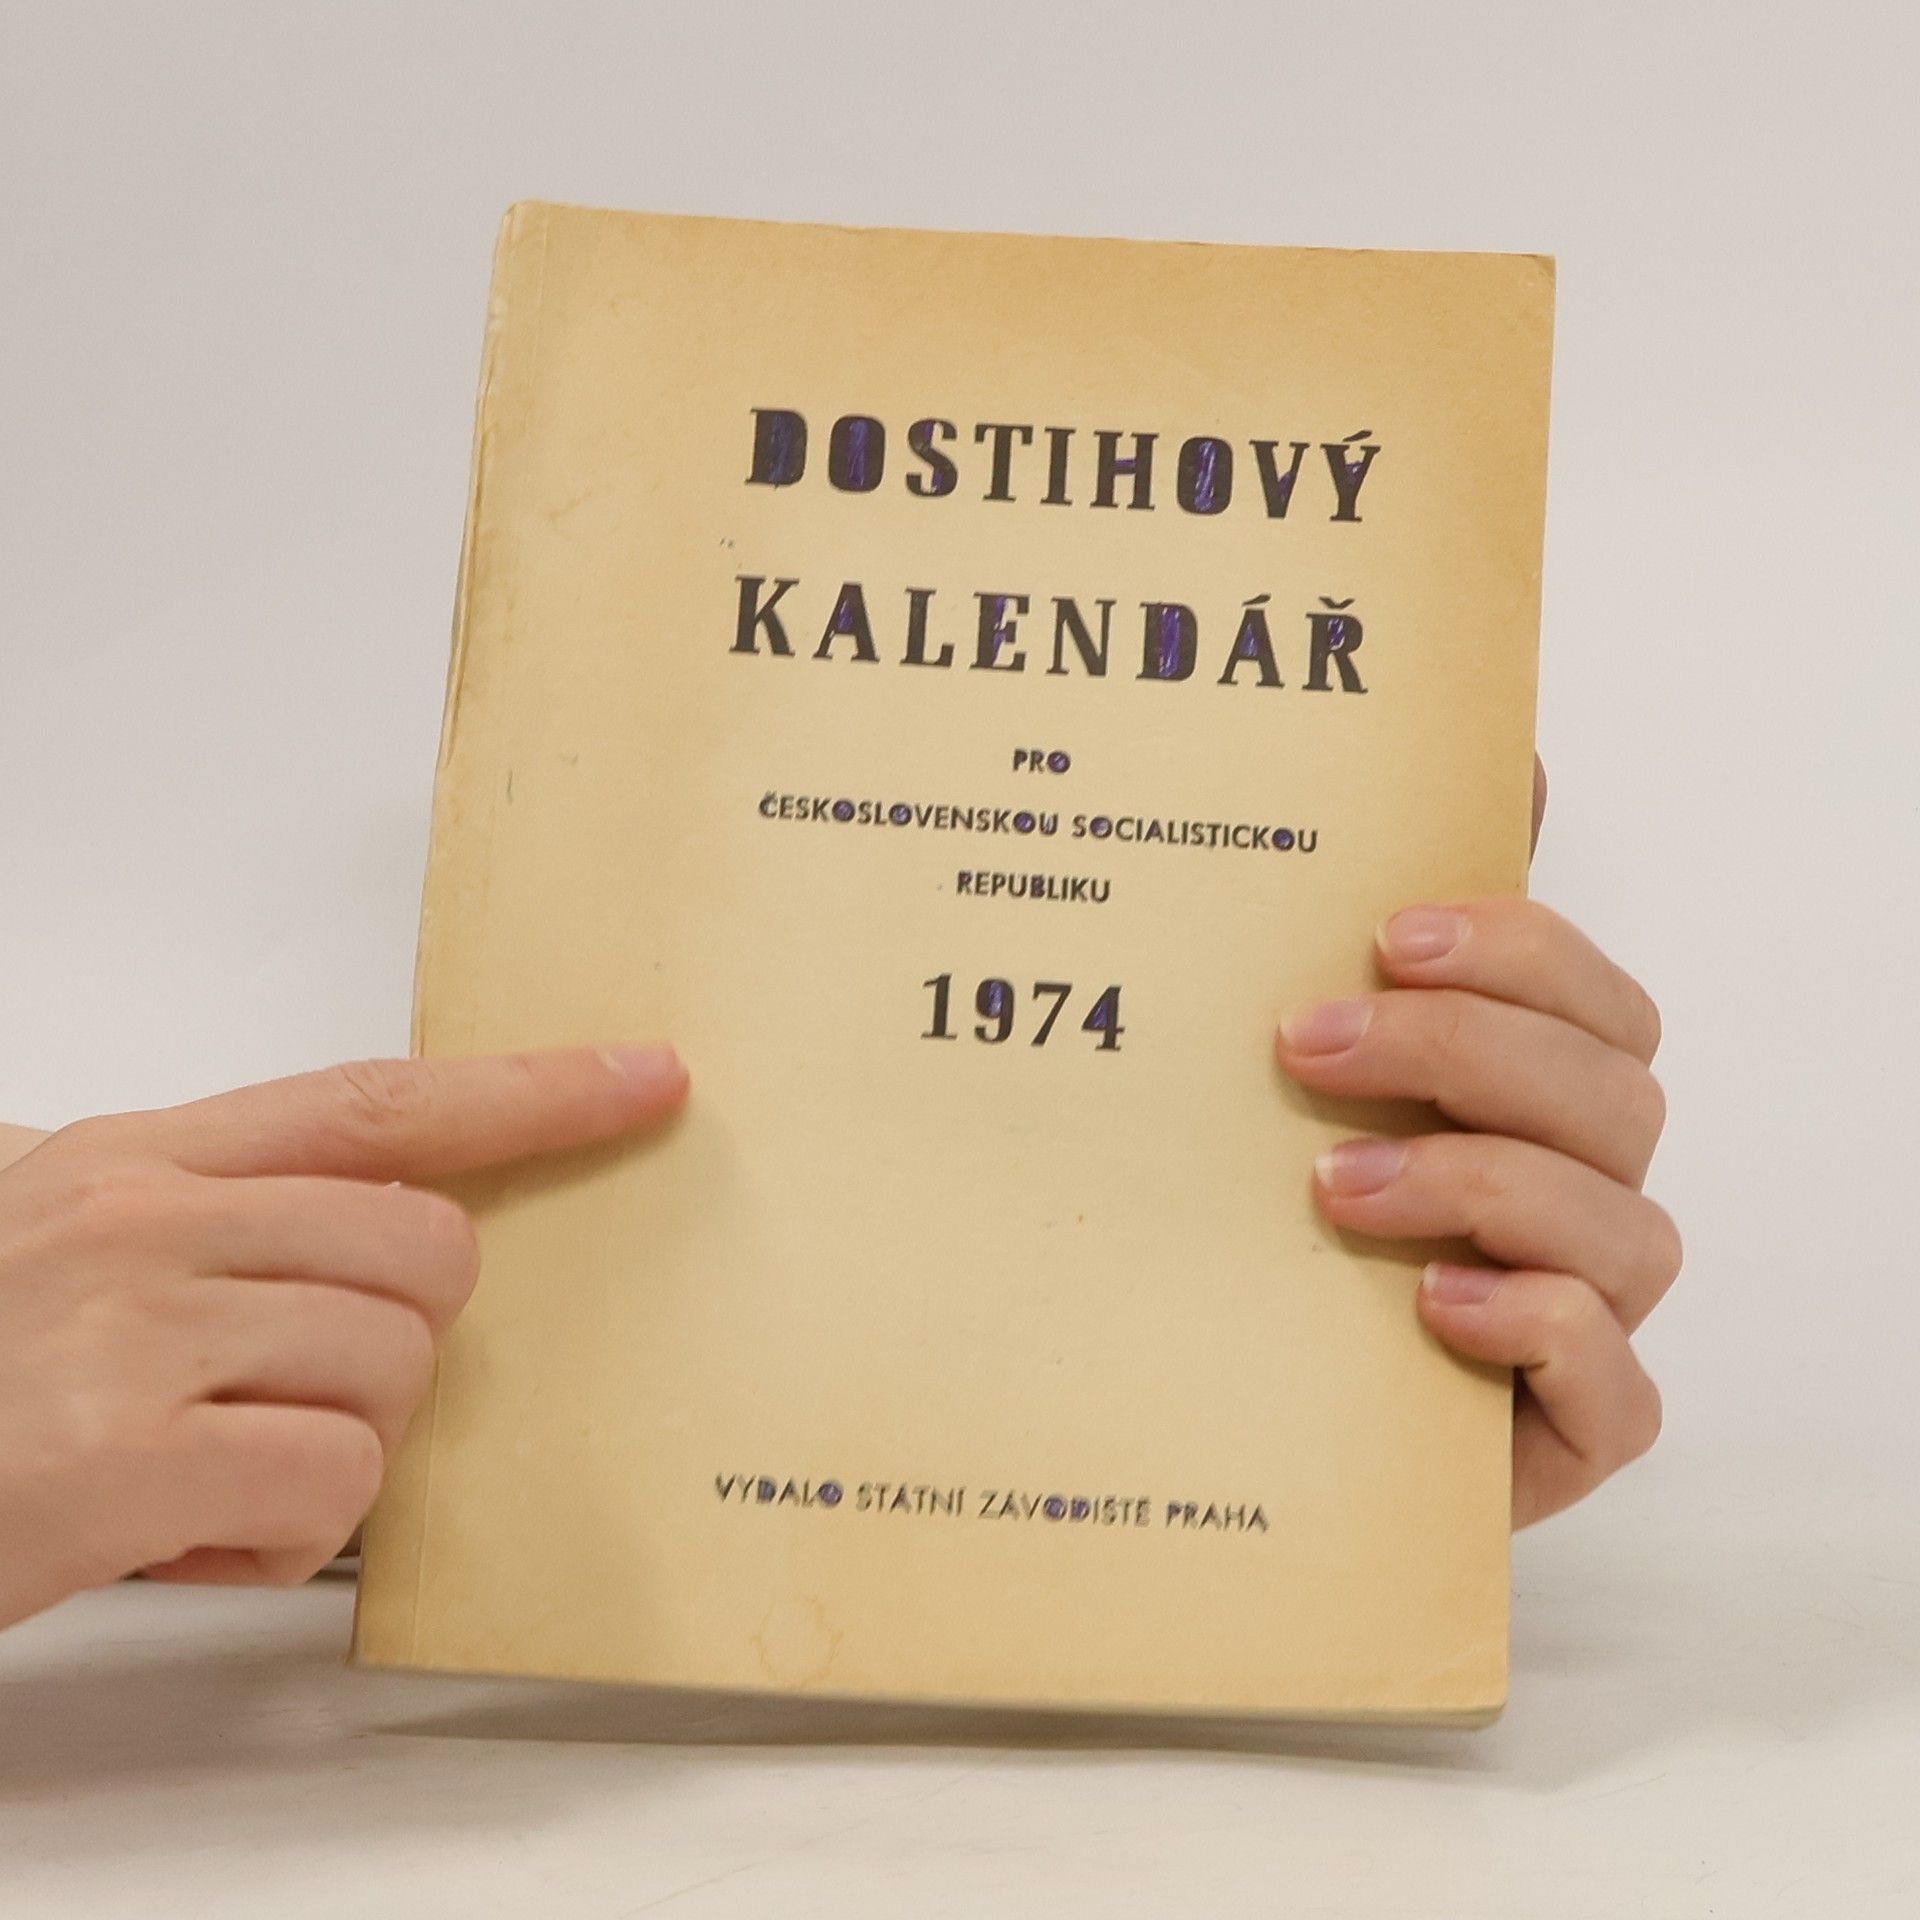 DOSTIHOVÝ
KALENDÁŘ
PRO
ČESKOSLOVENSKOU SOCIALISTICKOU
REPUBLIKU
1974
VYDALO STÁTNÍ ZÁVODIŠTĚ PRAHA